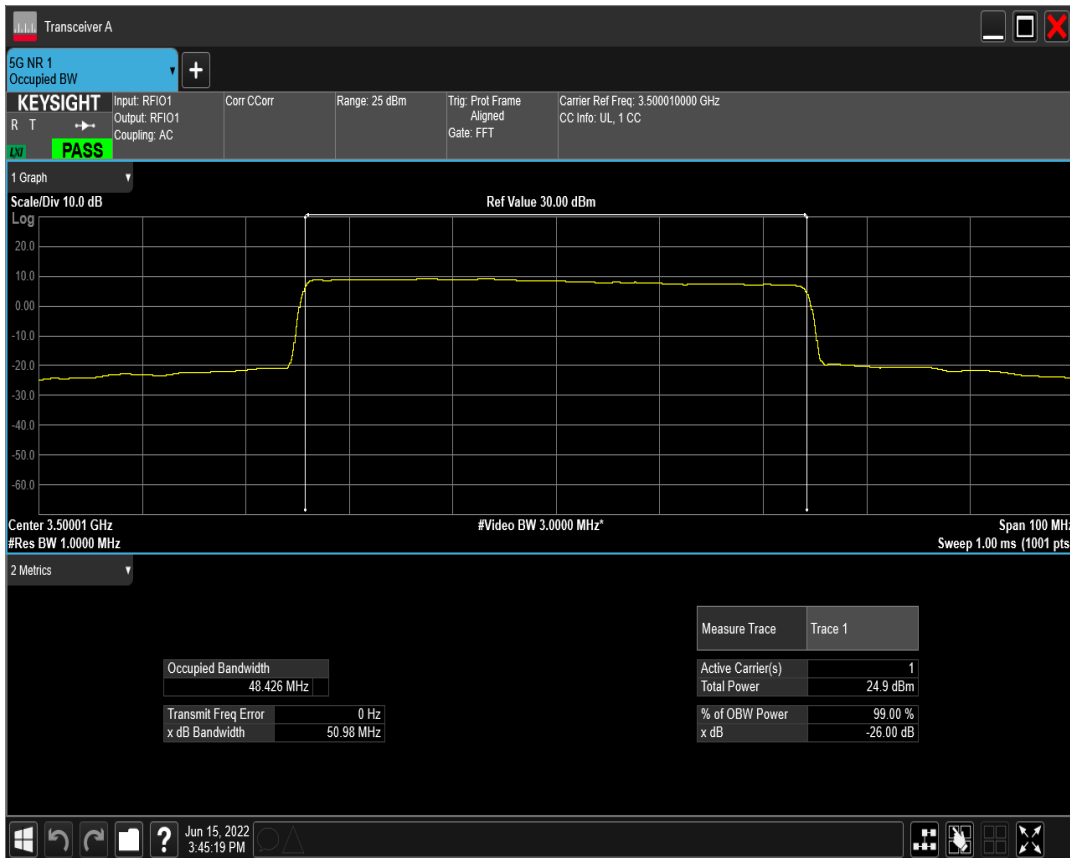 Transceiver A
5G NR 1
Occupied BW
+
KEYSIGHT
R T
LXI
PASS
Input: RFIO1
Output: RFIO1
Coupling: AC
Corr CCorr
Range: 25 dBm
Trig: Prot Frame
Aligned
Gate: FFT
Carrier Ref Freq: 3.500010000 GHz
CC Info: UL, 1 CC
1 Graph
Scale/Div 10.0 dB
Ref Value 30.00 dBm
Log
20.0
10.0
0.00
-10.0
-20.0
-30.0
-40.0
-50.0
-60.0
Center 3.50001 GHz
#Video BW 3.0000 MHz*
Span 100 MHz
#Res BW 1.0000 MHz
Sweep 1.00 ms (1001 pts
2 Metrics
Measure Trace Trace 1
Occupied Bandwidth
48.426 MHz
Active Carrier(s) 1
Total Power 24.9 dBm
Transmit Freq Error 0 Hz
x dB Bandwidth 50.98 MHz
% of OBW Power 99.00 %
x dB -26.00 dB
?
Jun 15, 2022
3:45:19 PM